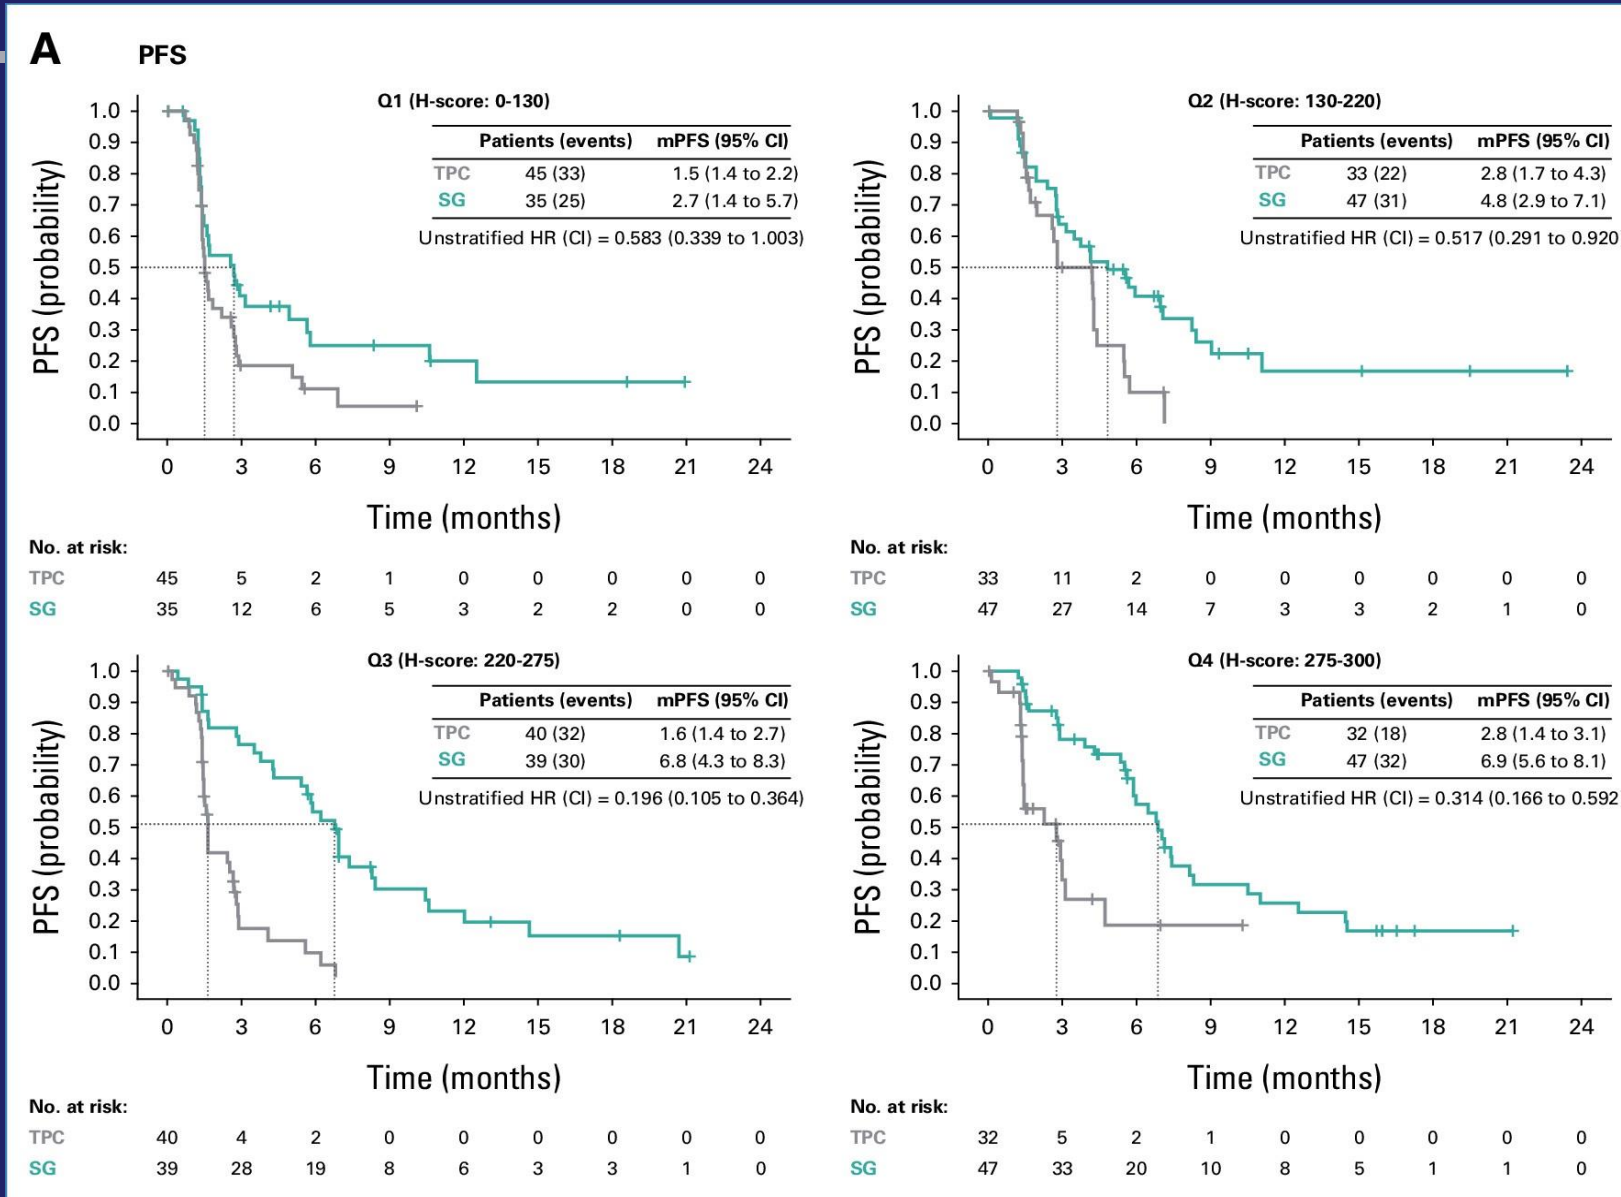 A
PFS
Q1 (H-score: 0-130)
Patients (events) mPFS (95% CI)
TPC 45 (33) 1.5 (1.4 to 2.2)
SG 35 (25) 2.7 (1.4 to 5.7)
Unstratified HR (CI) = 0.583 (0.339 to 1.003)
PFS (probability)
1.0
0.9
0.8
0.7
0.6
0.5
0.4
0.3
0.2
0.1
0.0
0 3 6 9 12 15 18 21 24
Time (months)
No. at risk:
TPC 45 5 2 1 0 0 0 0 0
SG 35 12 6 5 3 2 2 0 0
Q2 (H-score: 130-220)
Patients (events) mPFS (95% CI)
TPC 33 (22) 2.8 (1.7 to 4.3)
SG 47 (31) 4.8 (2.9 to 7.1)
Unstratified HR (CI) = 0.517 (0.291 to 0.920
PFS (probability)
1.0
0.9
0.8
0.7
0.6
0.5
0.4
0.3
0.2
0.1
0.0
0 3 6 9 12 15 18 21 24
Time (months)
No. at risk:
TPC 33 11 2 0 0 0 0 0 0
SG 47 27 14 7 3 3 2 1 0
Q3 (H-score: 220-275)
Patients (events) mPFS (95% CI)
TPC 40 (32) 1.6 (1.4 to 2.7)
SG 39 (30) 6.8 (4.3 to 8.3)
Unstratified HR (CI) = 0.196 (0.105 to 0.364)
PFS (probability)
1.0
0.9
0.8
0.7
0.6
0.5
0.4
0.3
0.2
0.1
0.0
0 3 6 9 12 15 18 21 24
Time (months)
No. at risk:
TPC 40 4 2 0 0 0 0 0 0
SG 39 28 19 8 6 3 3 1 0
Q4 (H-score: 275-300)
Patients (events) mPFS (95% CI)
TPC 32 (18) 2.8 (1.4 to 3.1)
SG 47 (32) 6.9 (5.6 to 8.1)
Unstratified HR (CI) = 0.314 (0.166 to 0.592
PFS (probability)
1.0
0.9
0.8
0.7
0.6
0.5
0.4
0.3
0.2
0.1
0.0
0 3 6 9 12 15 18 21 24
Time (months)
No. at risk:
TPC 32 5 2 1 0 0 0 0 0
SG 47 33 20 10 8 5 1 1 0